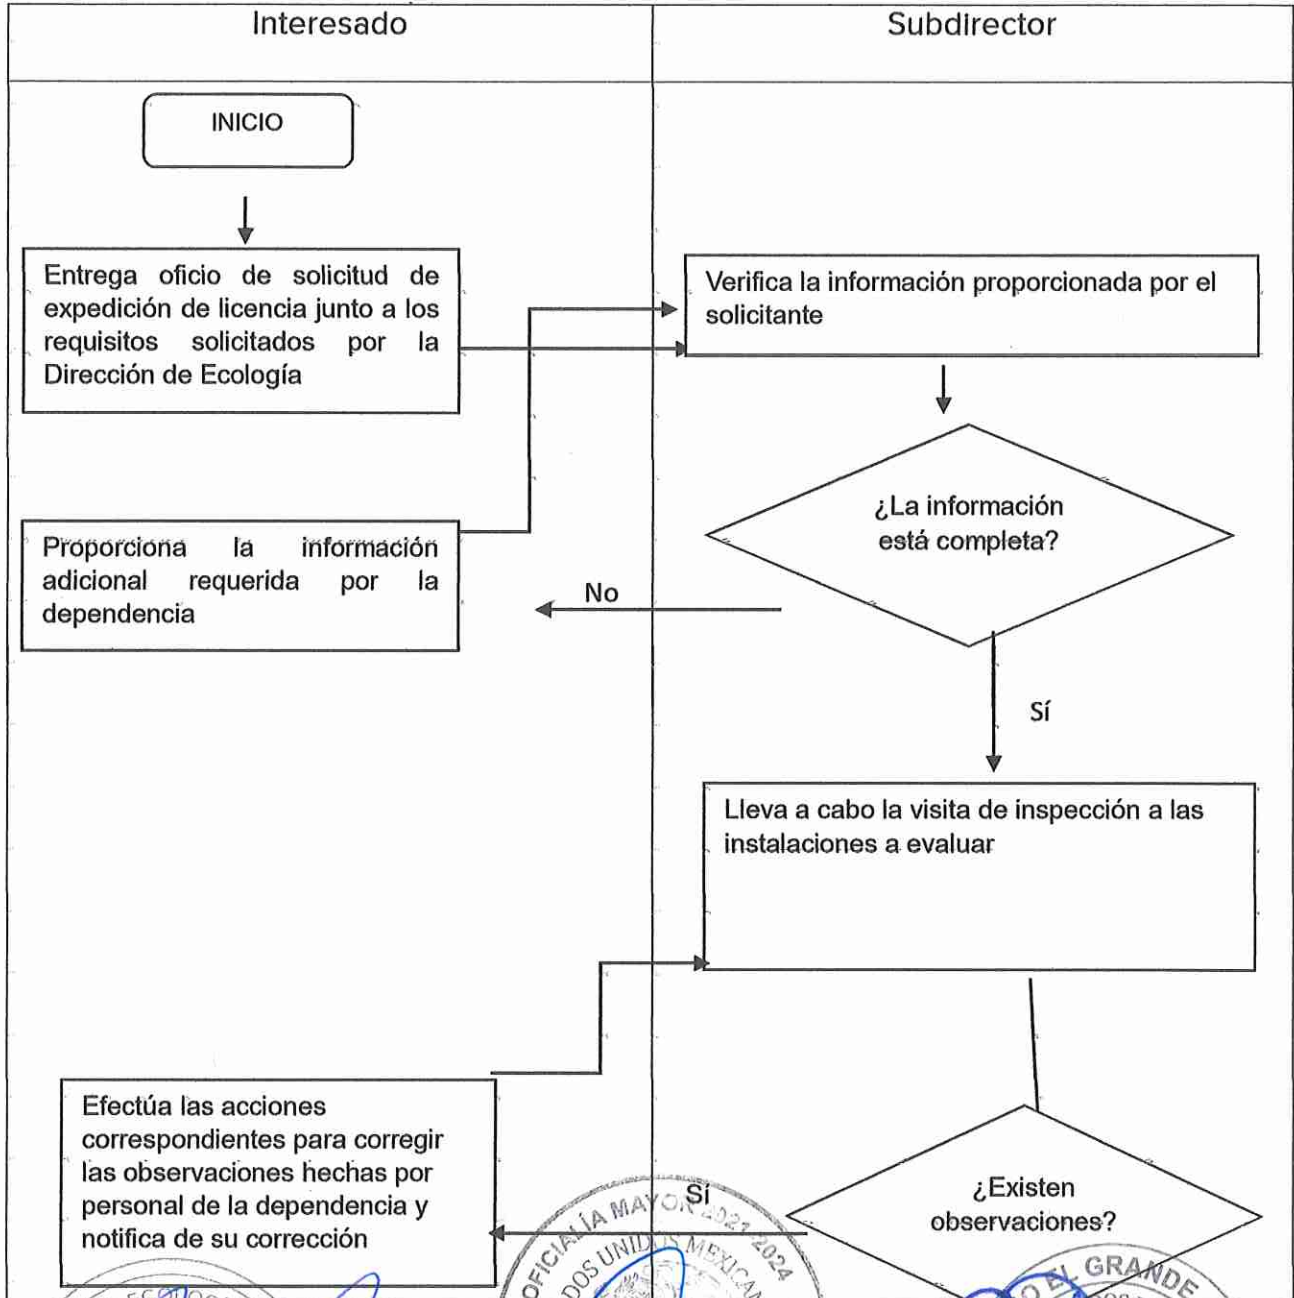 Interesado
Subdirector
INICIO
Entrega oficio de solicitud de
expedición de licencia junto a los
requisitos solicitados por la
Dirección de Ecología
Verifica la información proporcionada por el
solicitante
¿La información
está completa?
Proporciona la información
adicional requerida por la
dependencia
No
Sí
Lleva a cabo la visita de inspección a las
instalaciones a evaluar
Efectúa las acciones
correspondientes para corregir
las observaciones hechas por
personal de la dependencia y
notifica de su corrección
Sí
¿Existen
observaciones?
OFICIALÍA MAYOR 2021-2024
UNIDOS
EL GRANDE